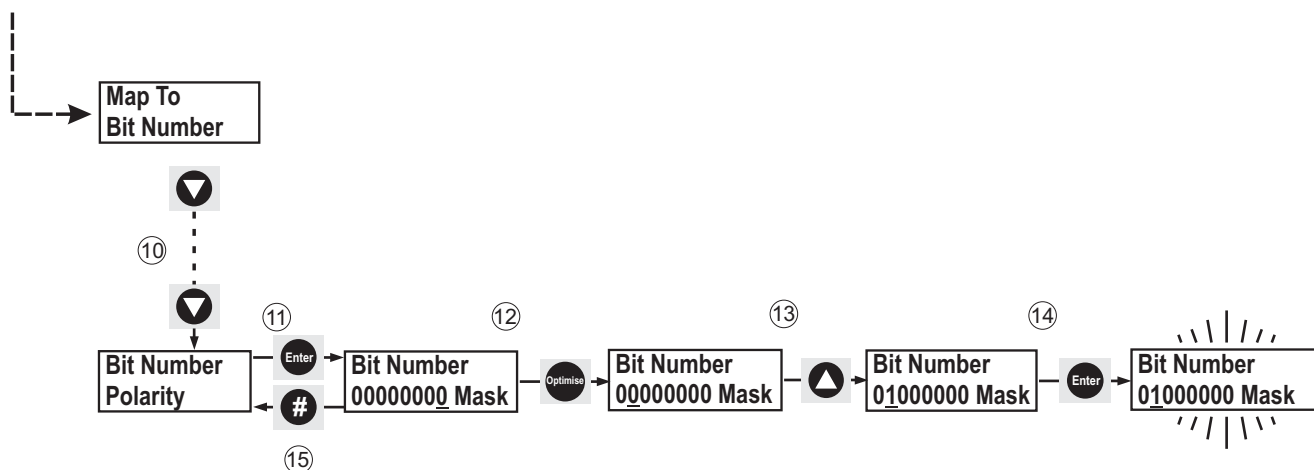 Map To
Bit Number
10
11
12
13
14
Bit Number
Polarity
Enter
#
Bit Number
00000000 Mask
Optimise
Bit Number
00000000 Mask
Bit Number
01000000 Mask
Enter
Bit Number
01000000 Mask
15